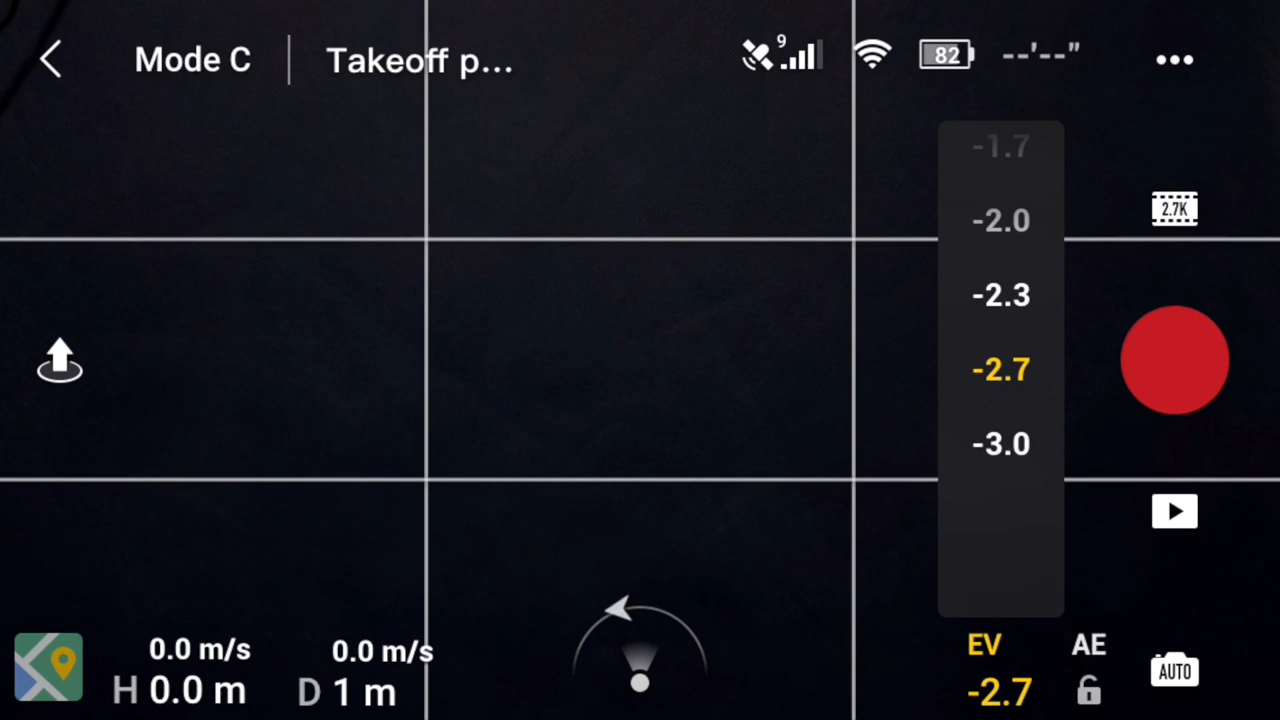 Mode C
Takeoff p...
9
82
--'--"
-1.7
-2.0
-2.3
-2.7
-3.0
2.7K
0.0 m/s
0.0 m/s
H 0.0 m
D 1 m
EV
-2.7
AE
AUTO